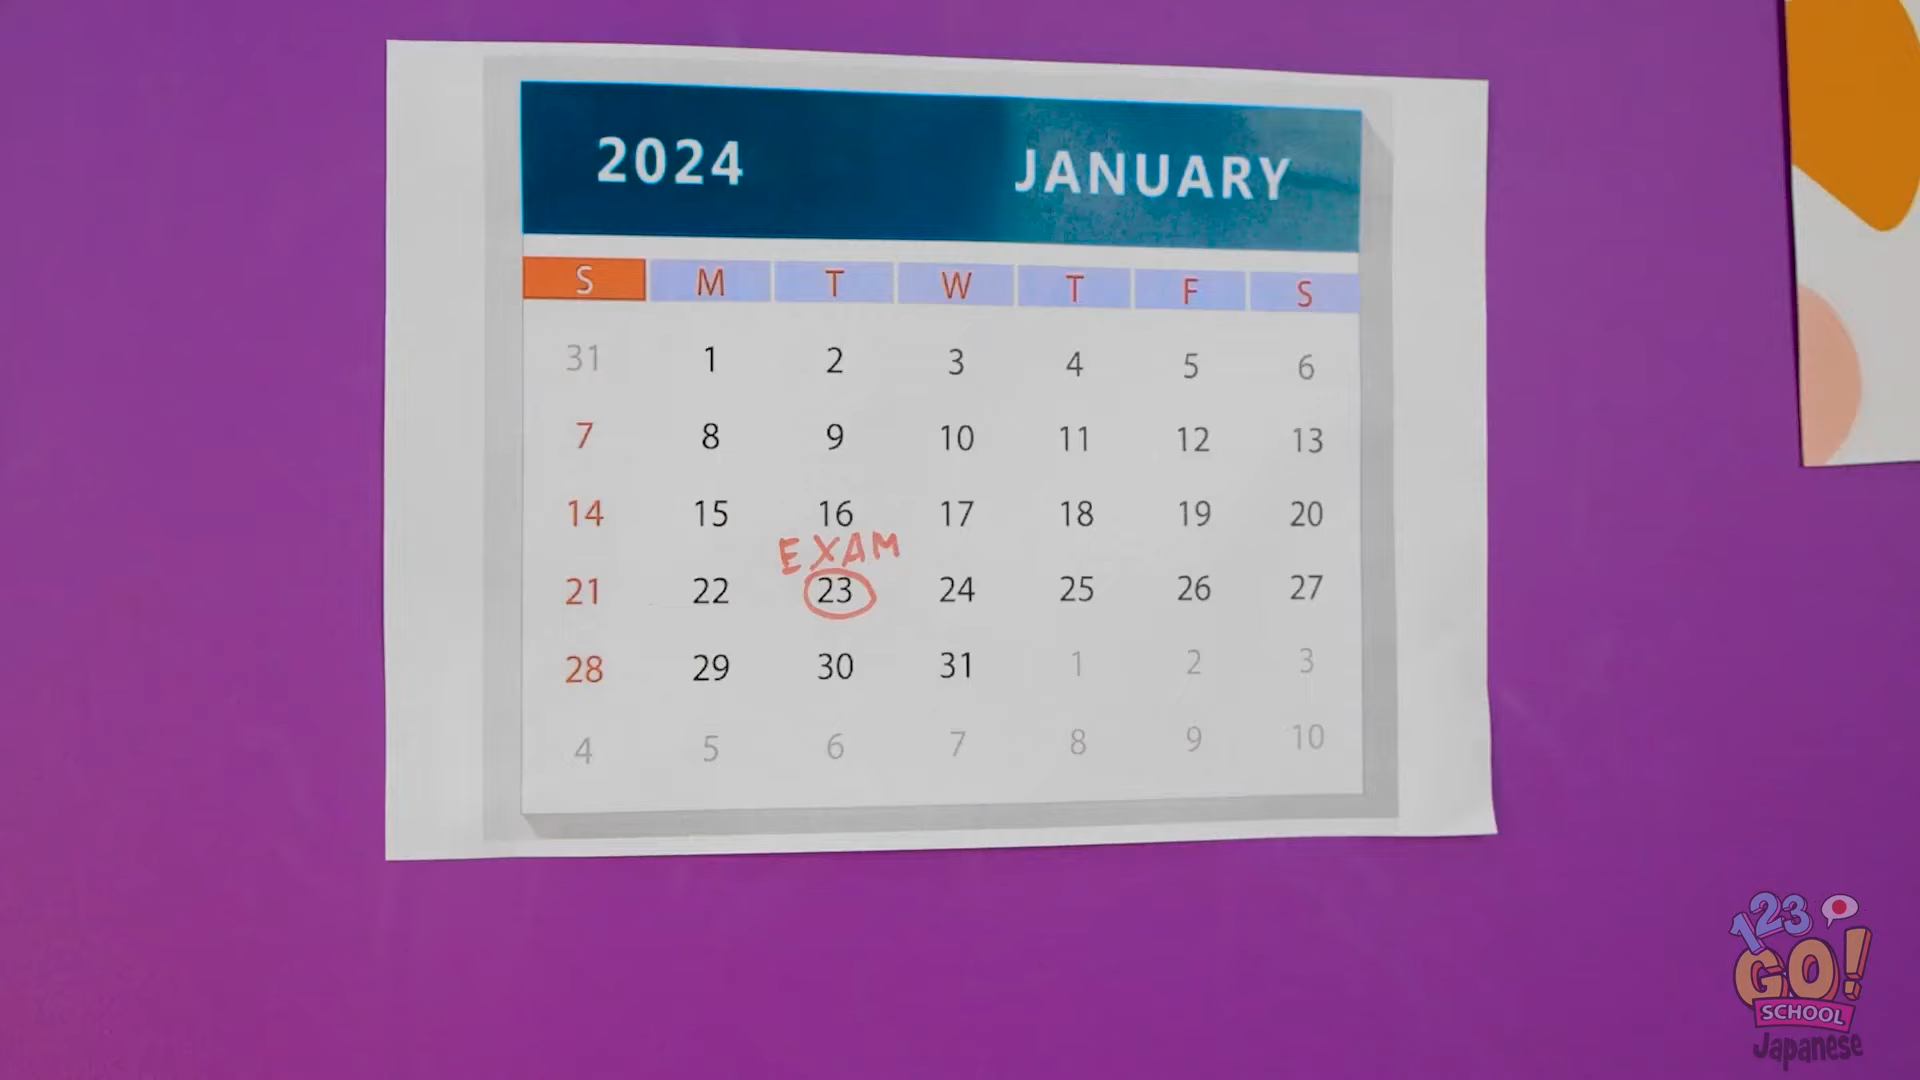 2024 JANUARY
S M T W T F S
31 1 2 3 4 5 6
7 8 9 10 11 12 13
14 15 16 17 18 19 20
EXAM
21 22 23 24 25 26 27
28 29 30 31 1 2 3
4 5 6 7 8 9 10
123
GO!
SCHOOL
Japanese